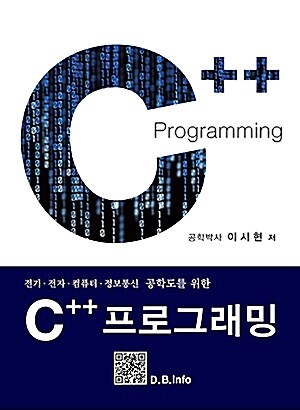 C++
Programming
공학박사 이시현 저
전기·전자·컴퓨터·정보통신 공학도를 위한
C++ 프로그래밍
D.B.Info